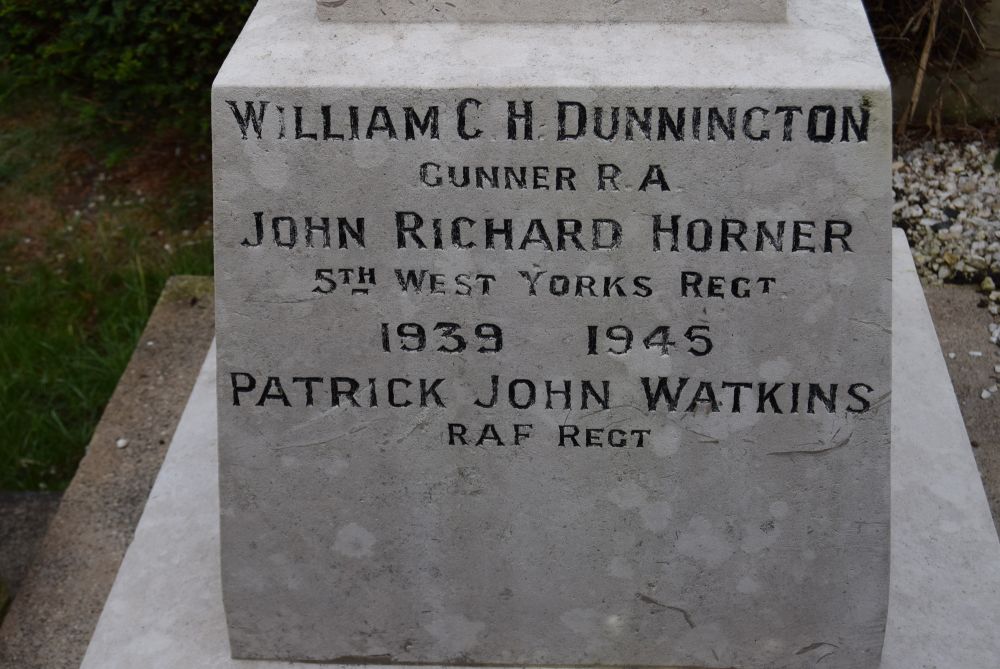 WILLIAM C. H. DUNNINGTON
GUNNER R.A.
JOHN RICHARD HORNER
5TH WEST YORKS REGT.
1939 1945
PATRICK JOHN WATKINS
RAF REGT